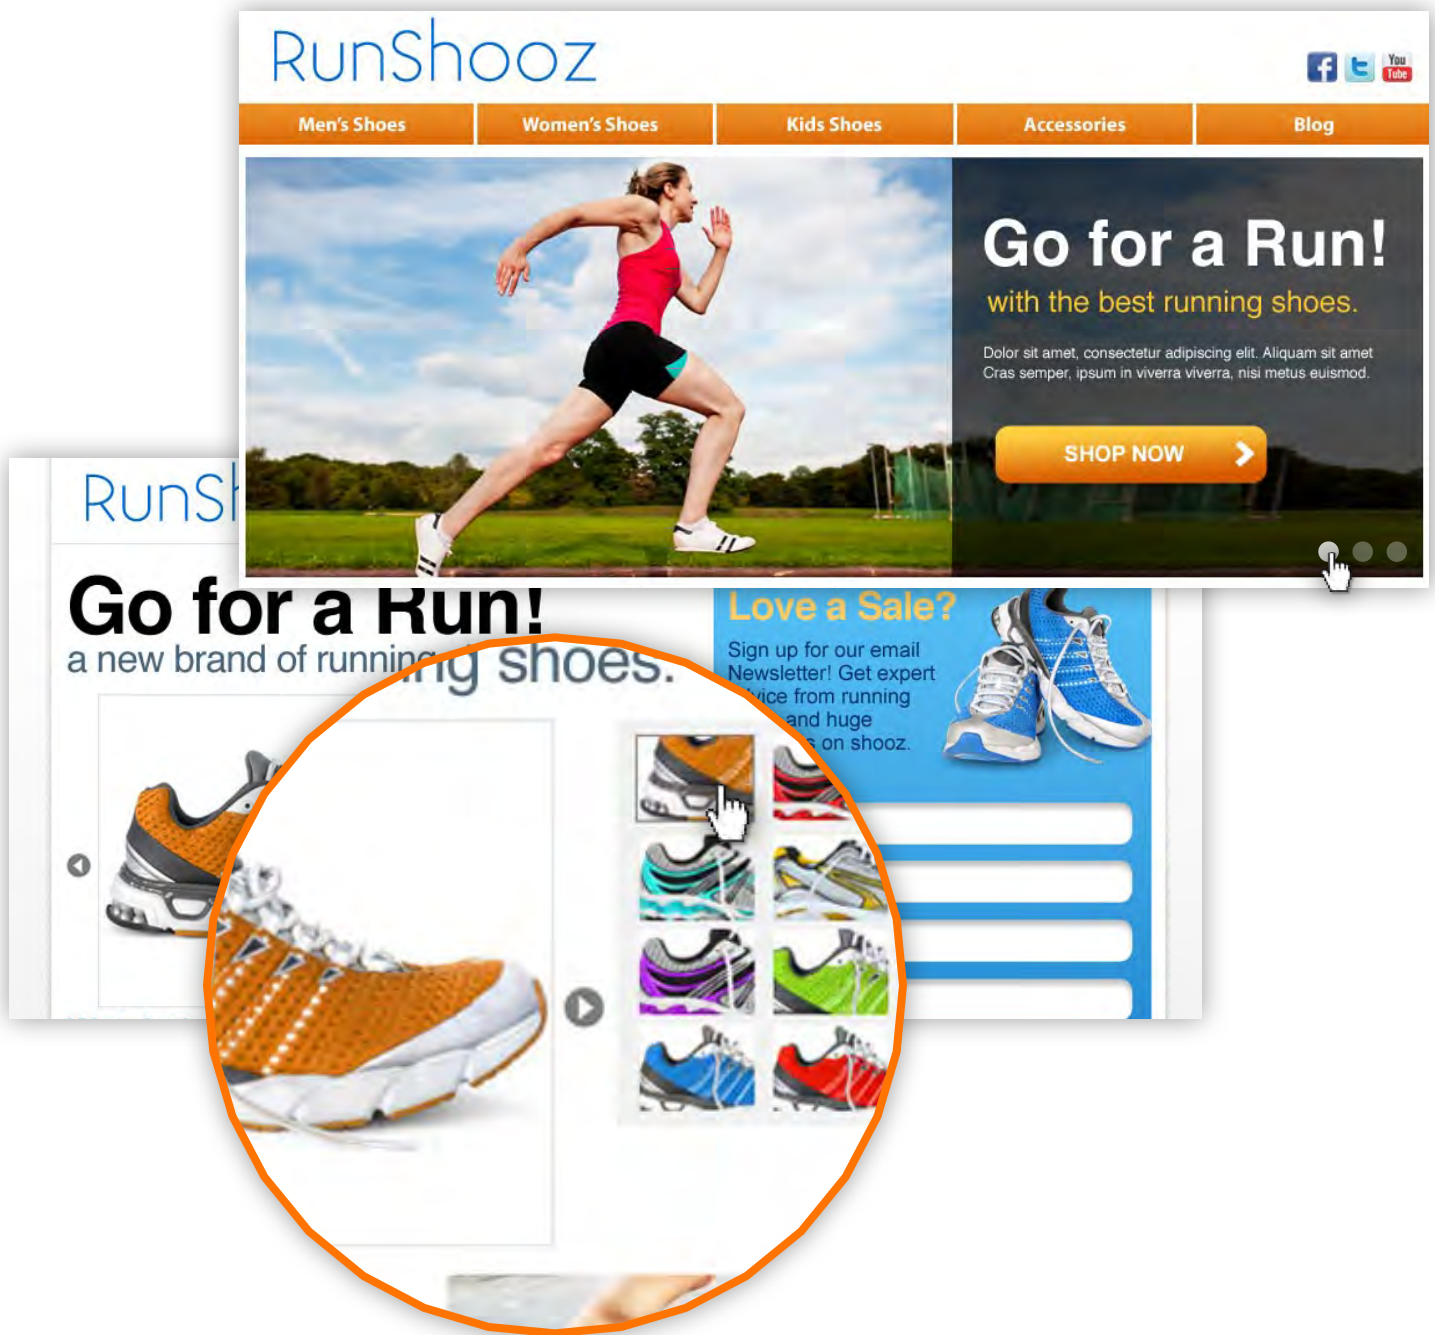 RunShooz
You
Tube
Men's Shoes
Women's Shoes
Kids Shoes
Accessories
Blog
Go for a Run!
with the best running shoes.
Dolor sit amet, consectetur adipiscing elit. Aliquam sit amet
Cras semper, ipsum in viverra viverra, nisi metus euismod.
SHOP NOW
RunSh
Go for a Run!
a new brand of running shoes.
Love a Sale?
Sign up for our email
Newsletter! Get expert
vice from running
and huge
s on shooz.